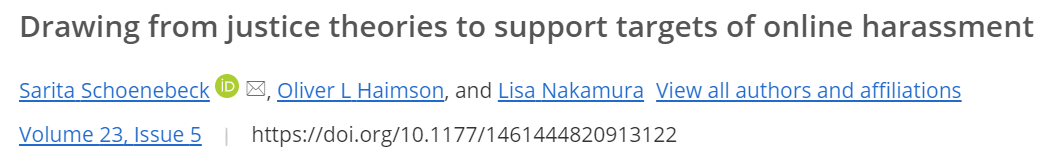 Drawing from justice theories to support targets of online harassment
Sarita Schoenebeck iD, Oliver L Haimson, and Lisa Nakamura View all authors and affiliations
Volume 23, Issue 5 | https://doi.org/10.1177/1461444820913122